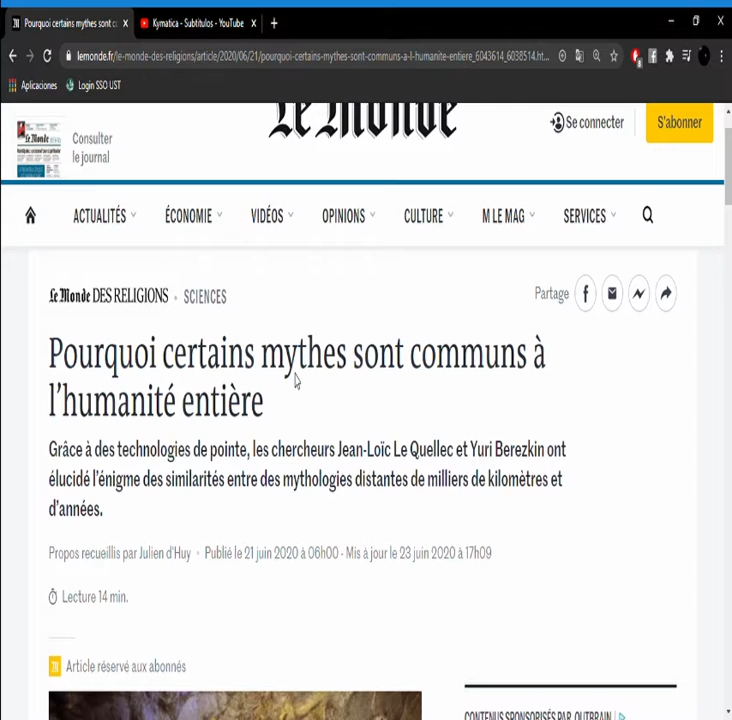 Pourquoi certains mythes sont co
Kymatica - Subtítulos - YouTube
lemonde.fr/le-monde-des-religions/article/2020/06/21/pourquoi-certains-mythes-sont-communs-a-l-humanite-entiere_6043614_6038514.ht...
Aplicaciones
Login SSO UST
Le Monde
Consulter
le journal
Se connecter
S'abonner
ACTUALITÉS
ÉCONOMIE
VIDÉOS
OPINIONS
CULTURE
M LE MAG
SERVICES
Le Monde DES RELIGIONS • SCIENCES
Partage
Pourquoi certains mythes sont communs à
l'humanité entière
Grâce à des technologies de pointe, les chercheurs Jean-Loïc Le Quellec et Yuri Berezkin ont
élucidé l'énigme des similarités entre des mythologies distantes de milliers de kilomètres et
d'années.
Propos recueillis par Julien d'Huy • Publié le 21 juin 2020 à 06h00 - Mis à jour le 23 juin 2020 à 17h09
Lecture 14 min.
Article réservé aux abonnés
CONTENUS SPONSORISÉS PAR OUTBRAIN